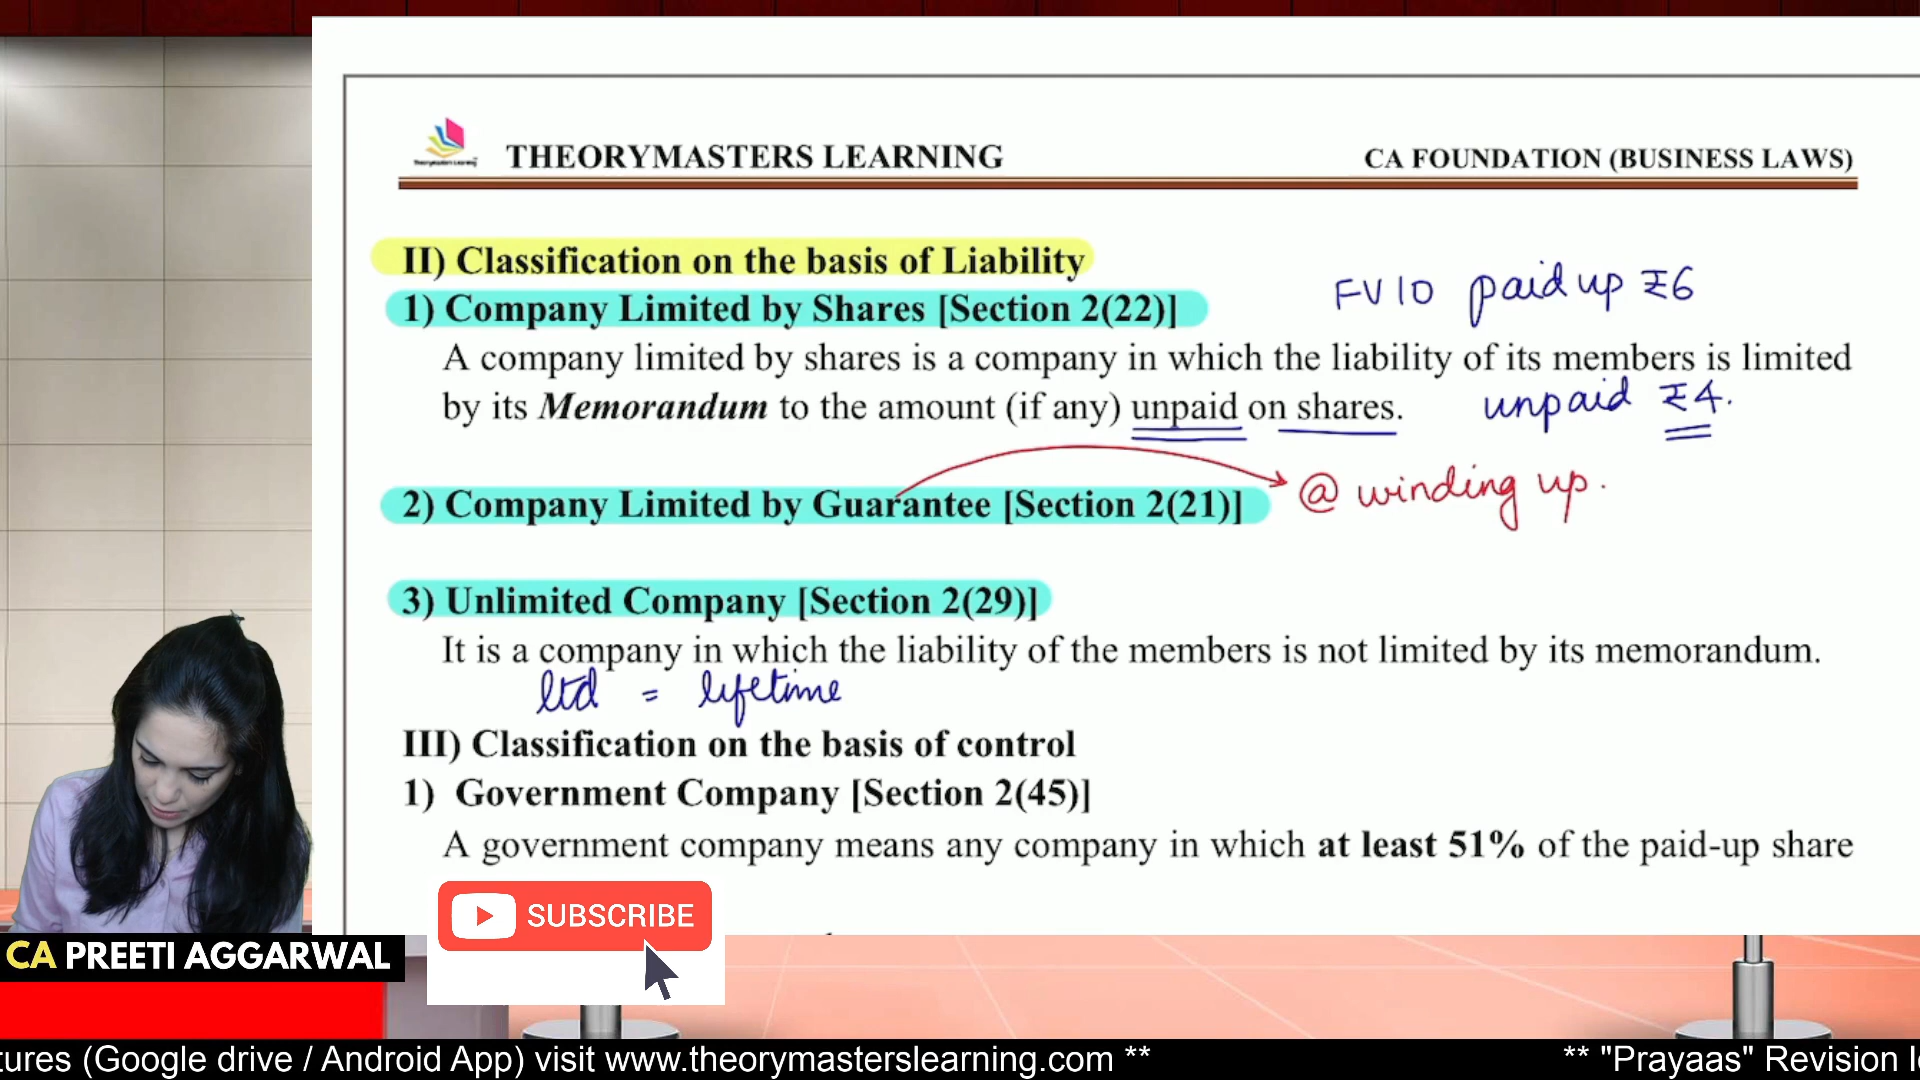 THEORYMASTERS LEARNING
CA FOUNDATION (BUSINESS LAWS)
II) Classification on the basis of Liability
1) Company Limited by Shares [Section 2(22)]
FV 10 paid up ₹6
A company limited by shares is a company in which the liability of its members is limited
by its Memorandum to the amount (if any) unpaid on shares.
unpaid ₹4.
2) Company Limited by Guarantee [Section 2(21)]
@ winding up.
3) Unlimited Company [Section 2(29)]
It is a company in which the liability of the members is not limited by its memorandum.
ltd = lifetime
III) Classification on the basis of control
1) Government Company [Section 2(45)]
A government company means any company in which at least 51% of the paid-up share
SUBSCRIBE
CA PREETI AGGARWAL
tures (Google drive / Android App) visit www.theorymasterslearning.com **
** "Prayaas" Revision